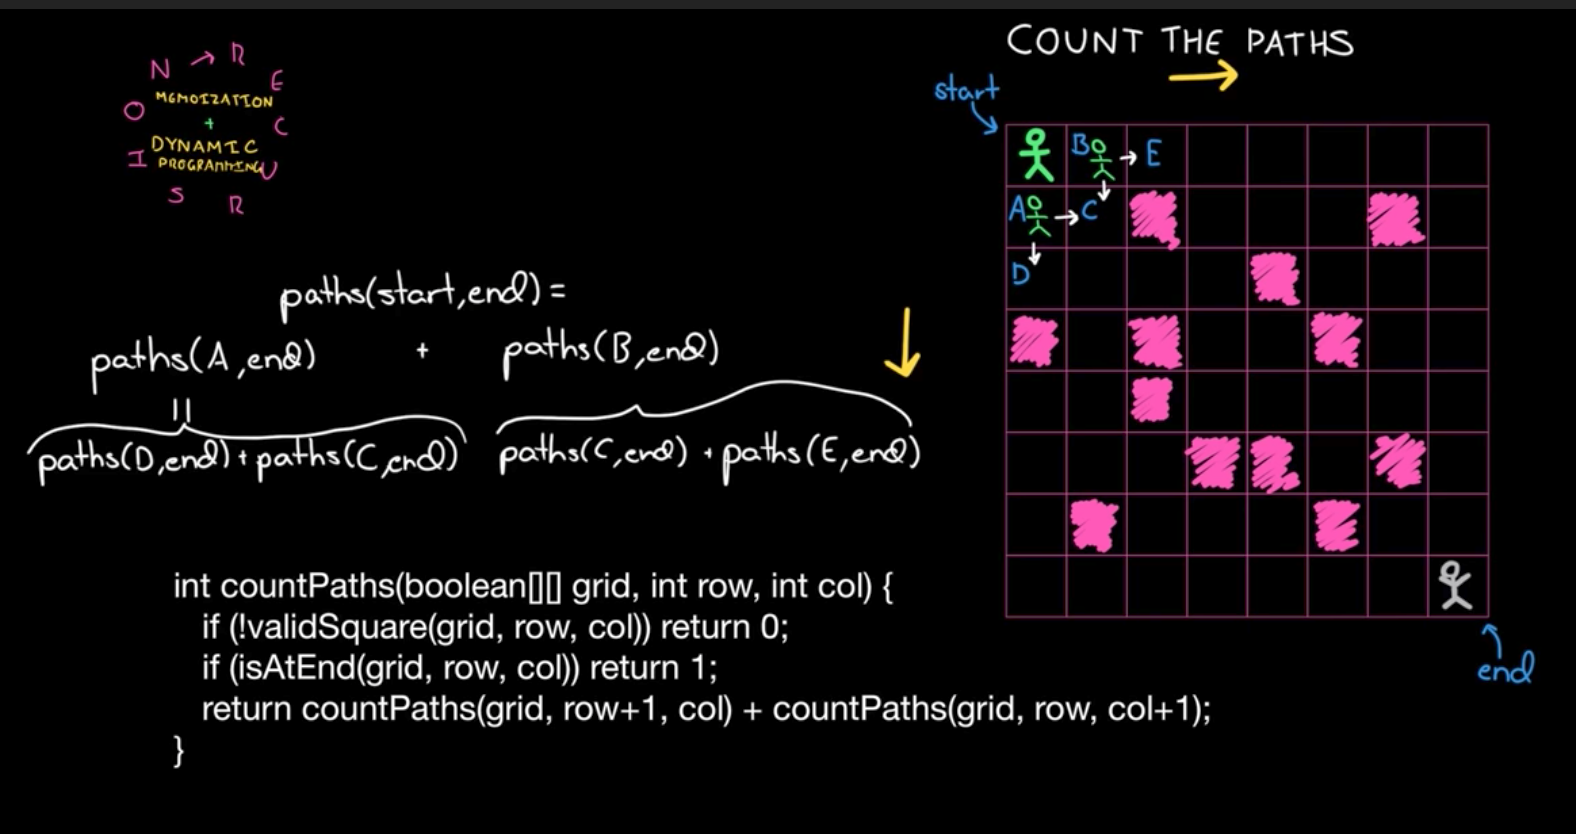 RECURSION
MEMOIZATION
+
DYNAMIC
PROGRAMMING
COUNT THE PATHS
start
B E
A C
D
end
paths(start,end) =
paths(A,end) + paths(B,end)
||
paths(D,end) + paths(C,end) paths(C,end) + paths(E,end)
int countPaths(boolean[][] grid, int row, int col) {
if (!validSquare(grid, row, col)) return 0;
if (isAtEnd(grid, row, col)) return 1;
return countPaths(grid, row+1, col) + countPaths(grid, row, col+1);
}